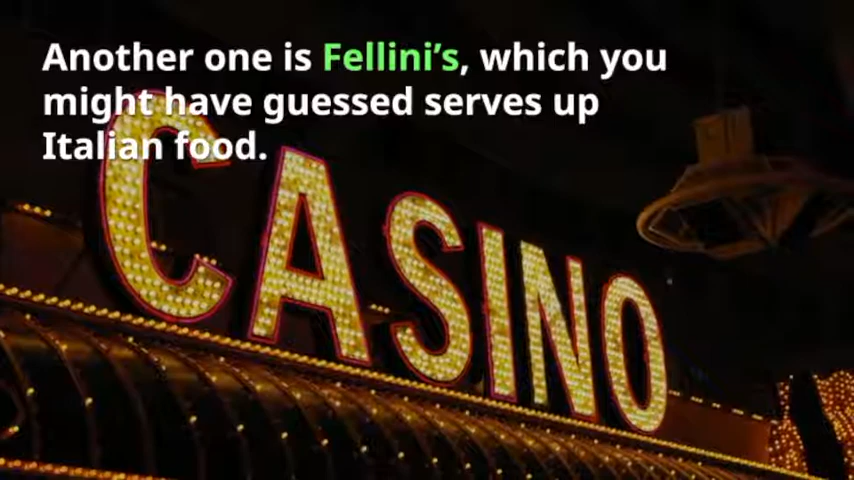 Another one is Fellini’s, which you
might have guessed serves up
Italian food.
CASINO